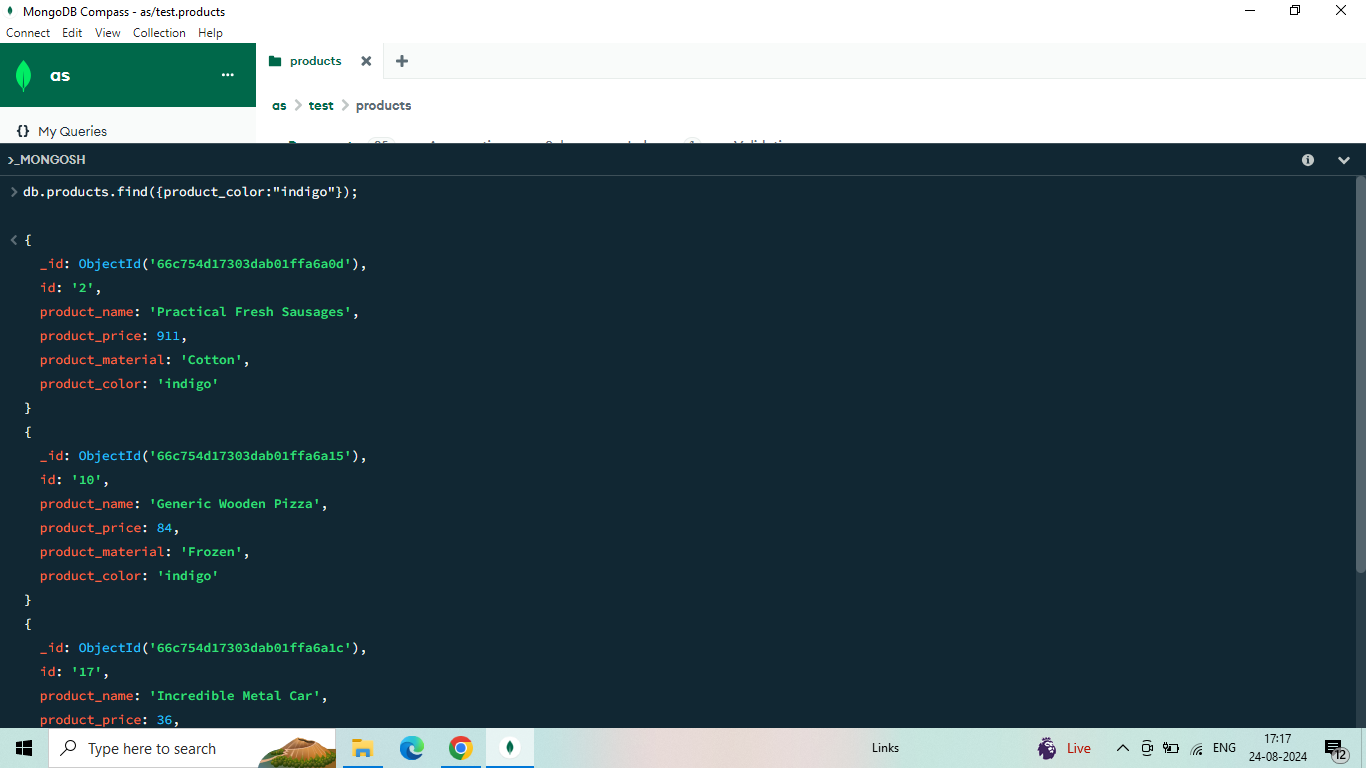 MongoDB Compass - as/test.products
Connect Edit View Collection Help
as
products
as > test > products
{} My Queries
>_MONGOSH
> db.products.find({product_color:"indigo"});
< {
_id: ObjectId('66c754d17303dab01ffa6a0d'),
id: '2',
product_name: 'Practical Fresh Sausages',
product_price: 911,
product_material: 'Cotton',
product_color: 'indigo'
}
{
_id: ObjectId('66c754d17303dab01ffa6a15'),
id: '10',
product_name: 'Generic Wooden Pizza',
product_price: 84,
product_material: 'Frozen',
product_color: 'indigo'
}
{
_id: ObjectId('66c754d17303dab01ffa6a1c'),
id: '17',
product_name: 'Incredible Metal Car',
product_price: 36,
Type here to search
Links
Live
ENG
17:17
24-08-2024
12